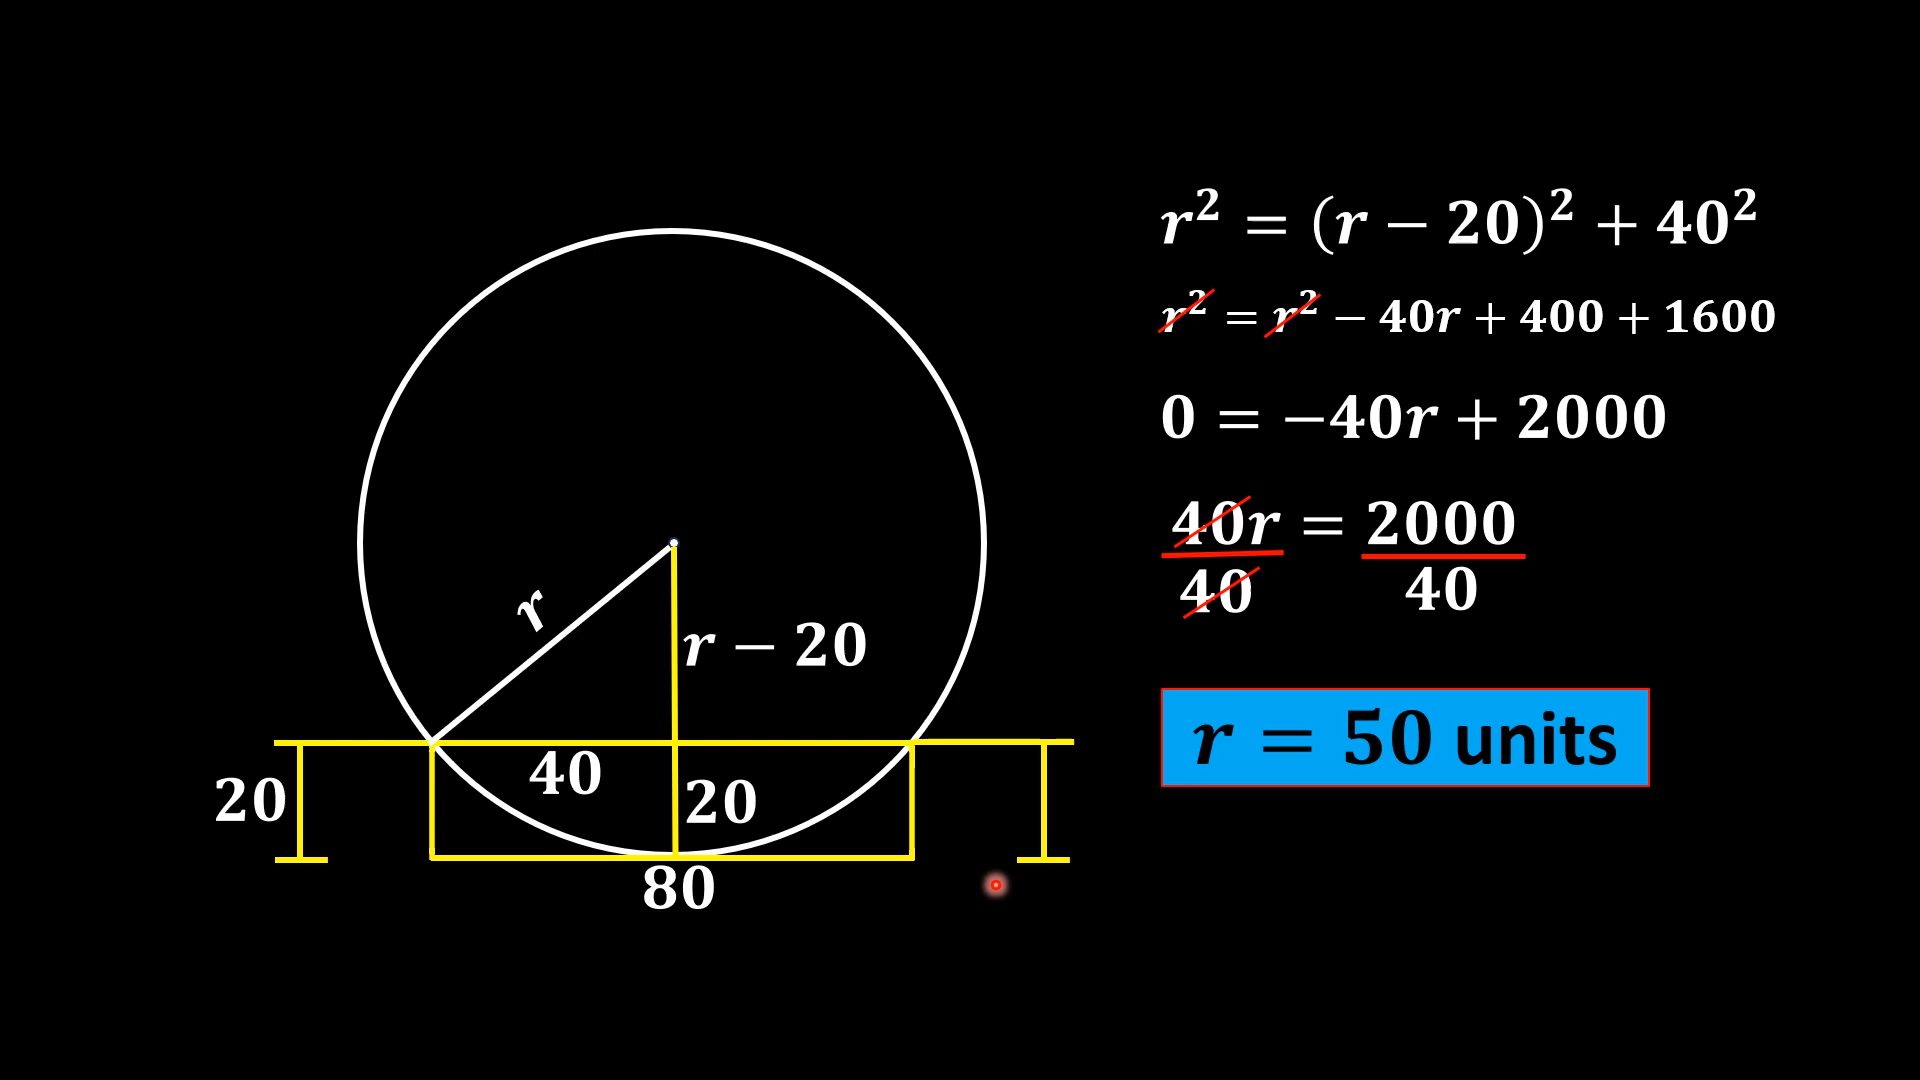 r² = (r − 20)² + 40²
r² = r² − 40r + 400 + 1600
0 = −40r + 2000
40r = 2000
40 40
r = 50 units
r
r − 20
40
20
20
80